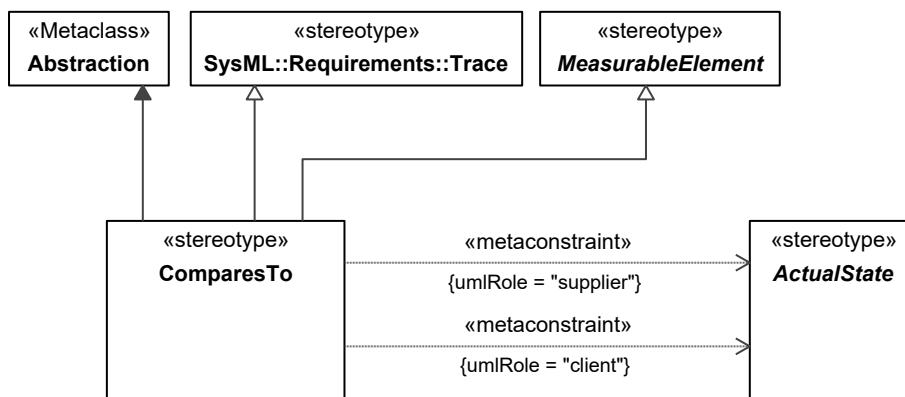 «Metaclass»
Abstraction
«stereotype»
SysML::Requirements::Trace
«stereotype»
MeasurableElement
«stereotype»
ComparesTo
«metaconstraint»
{umlRole = "supplier"}
«metaconstraint»
{umlRole = "client"}
«stereotype»
ActualState